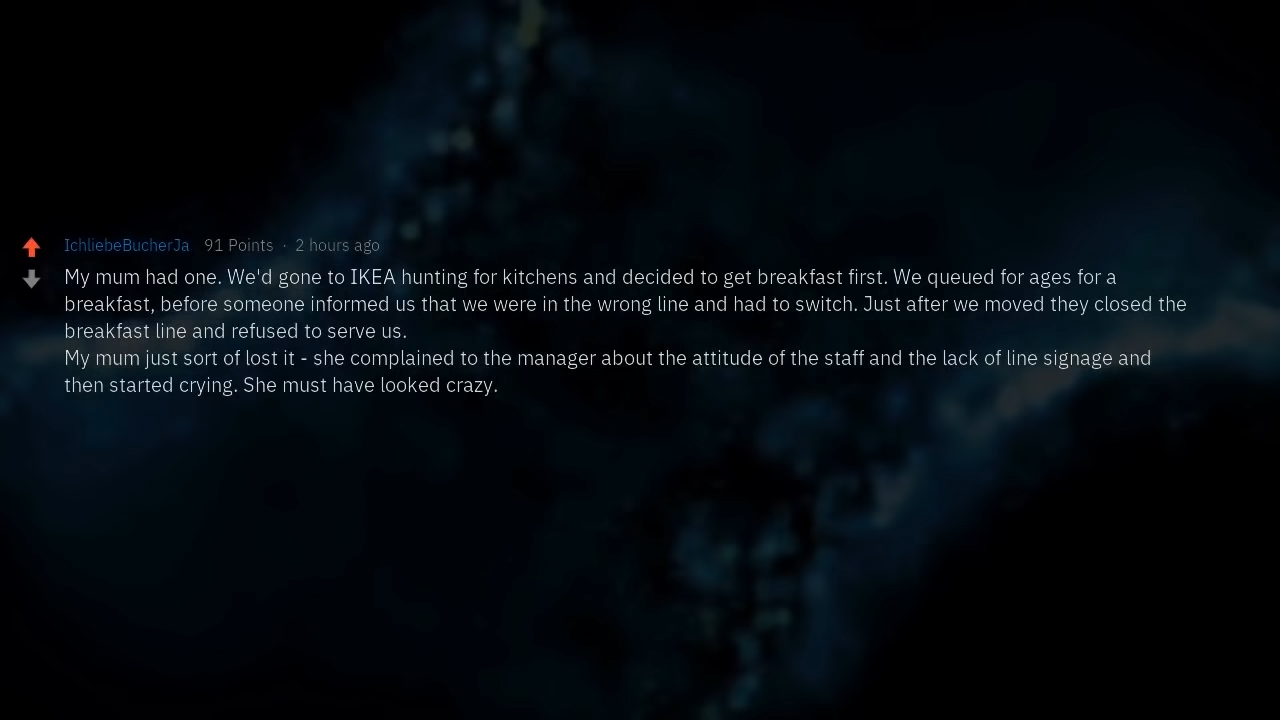 IchliebeBucherJa 91 Points · 2 hours ago
My mum had one. We'd gone to IKEA hunting for kitchens and decided to get breakfast first. We queued for ages for a
breakfast, before someone informed us that we were in the wrong line and had to switch. Just after we moved they closed the
breakfast line and refused to serve us.
My mum just sort of lost it - she complained to the manager about the attitude of the staff and the lack of line signage and
then started crying. She must have looked crazy.